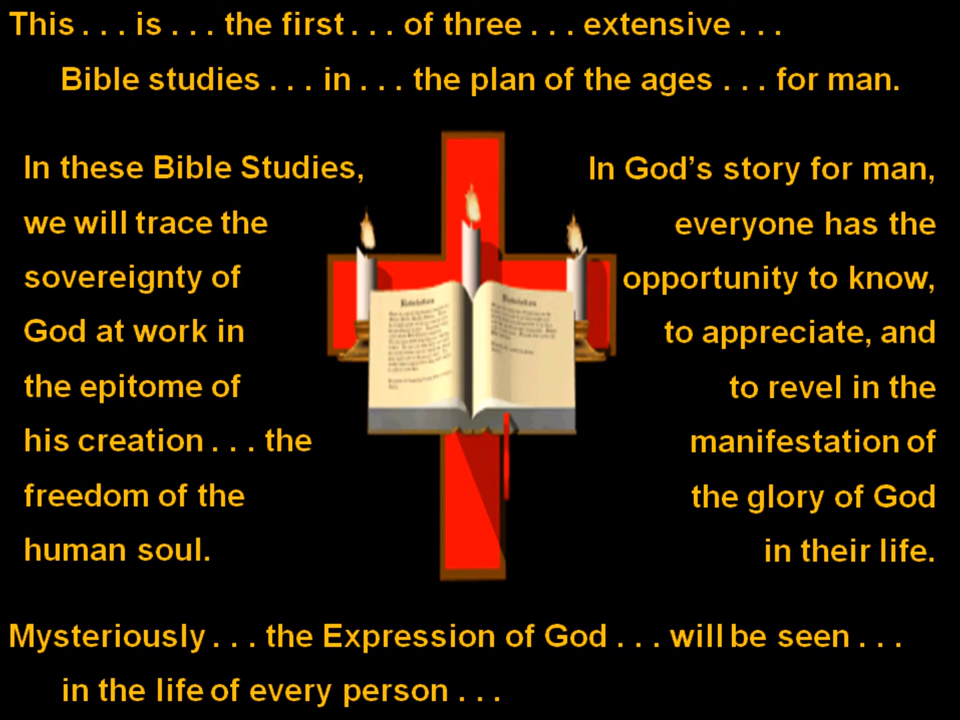 This . . . is . . . the first . . . of three . . . extensive . . .
Bible studies . . . in . . . the plan of the ages . . . for man.
In these Bible Studies,
we will trace the
sovereignty of
God at work in
the epitome of
his creation . . . the
freedom of the
human soul.
In God's story for man,
everyone has the
opportunity to know,
to appreciate, and
to revel in the
manifestation of
the glory of God
in their life.
Revelation
Revelation
Mysteriously . . . the Expression of God . . . will be seen . . .
in the life of every person . . .